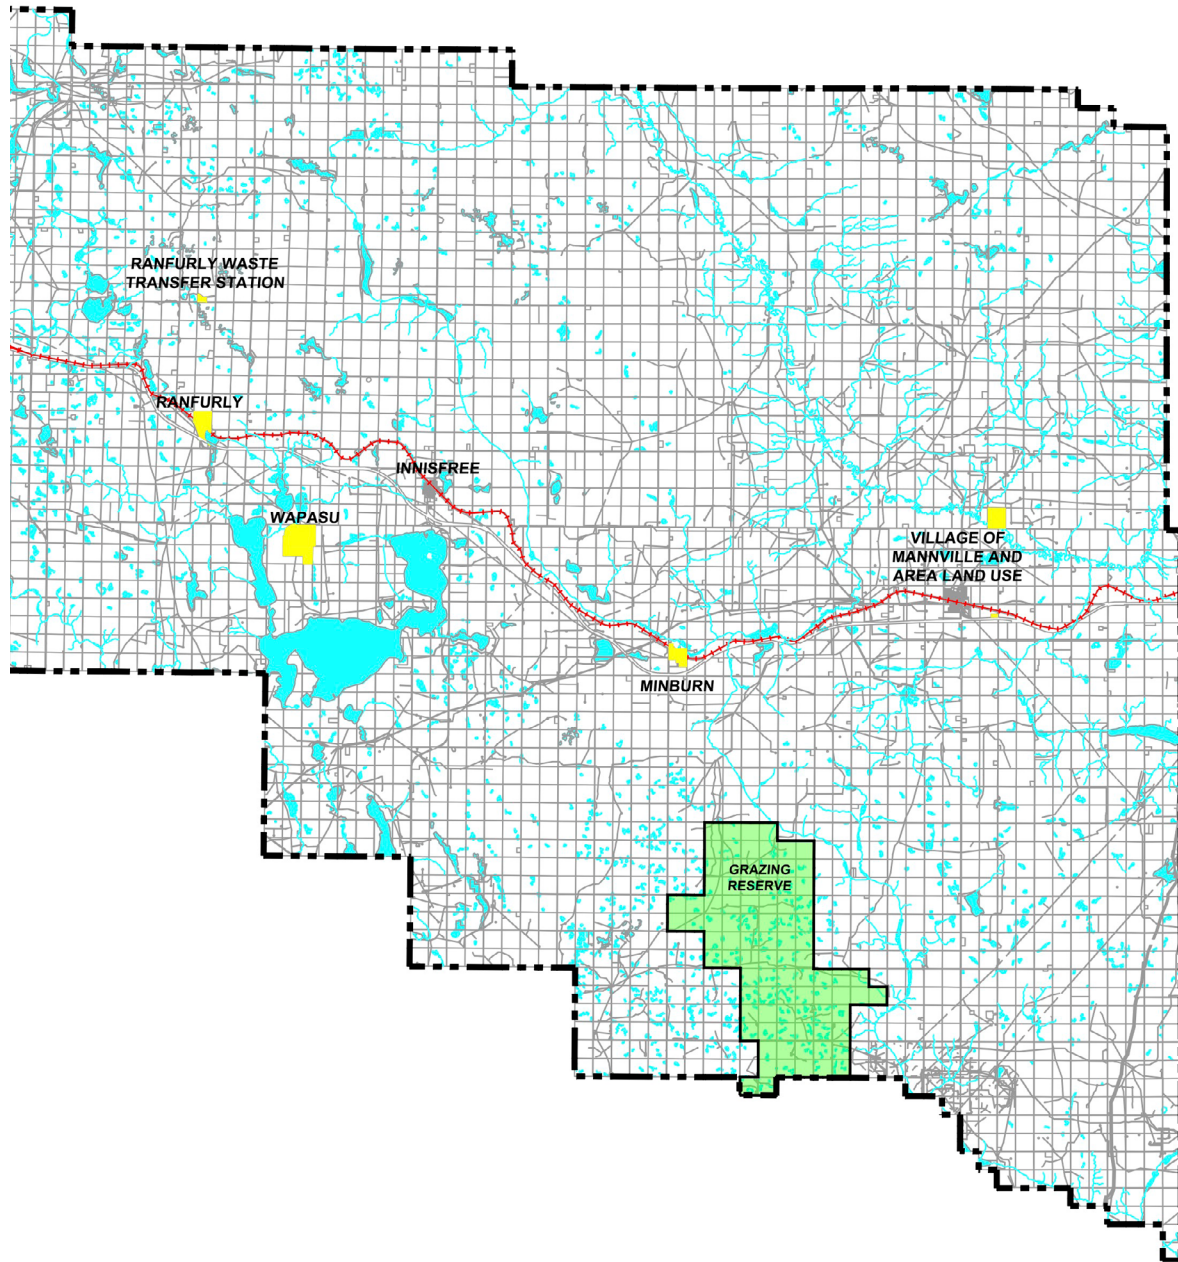 RANFURLY WASTE
TRANSFER STATION
RANFURLY
INNISFREE
WAPASU
VILLAGE OF
MANNVILLE AND
AREA LAND USE
MINBURN
GRAZING
RESERVE